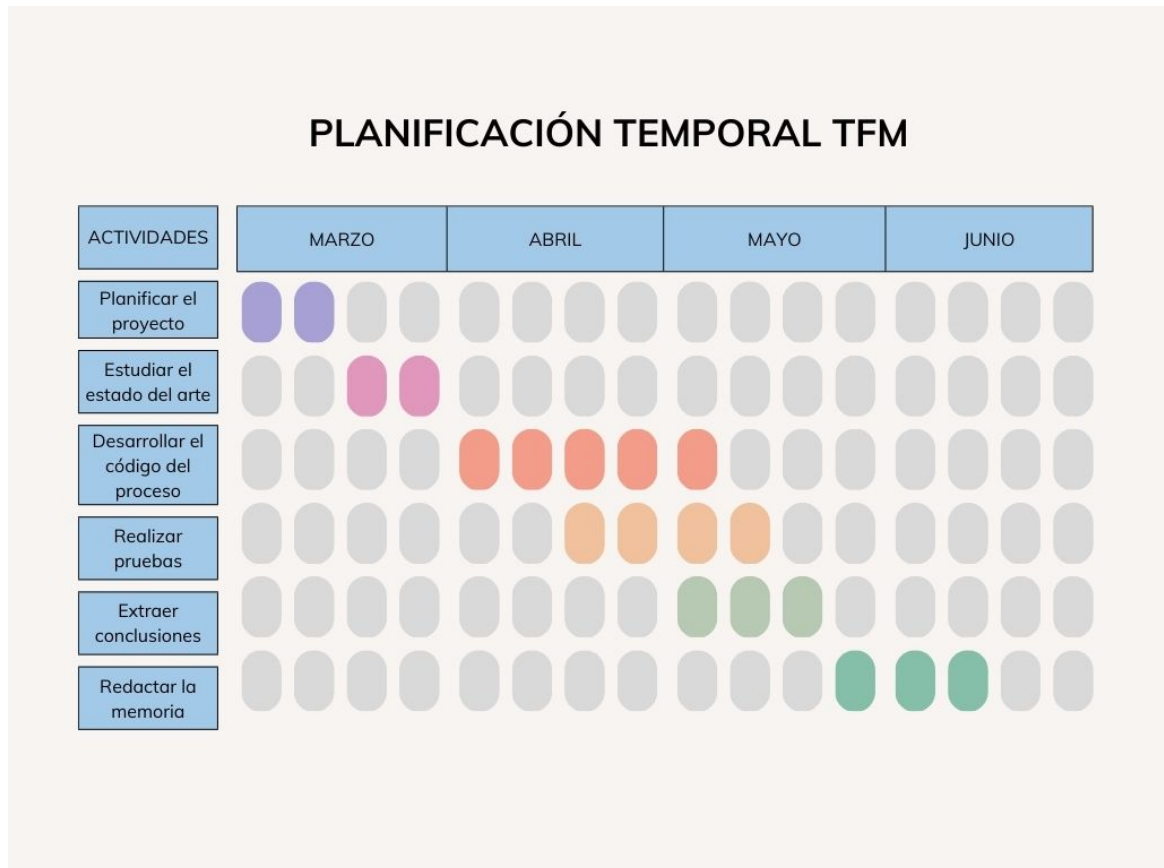 PLANIFICACIÓN TEMPORAL TFM
ACTIVIDADES
MARZO
ABRIL
MAYO
JUNIO
Planificar el
proyecto
Estudiar el
estado del arte
Desarrollar el
código del
proceso
Realizar
pruebas
Extraer
conclusiones
Redactar la
memoria